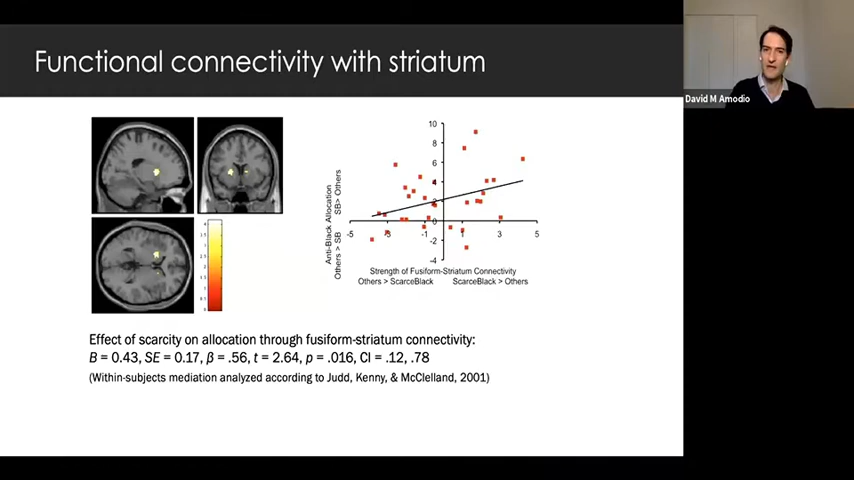 Functional connectivity with striatum
David M Amodio
10
8
6
4
2
0
-2
-4
-5
-3
-1
1
3
5
Anti-Black Allocation
Others > SB
SB> Others
Strength of Fusiform-Striatum Connectivity
Others > ScarceBlack
ScarceBlack > Others
Effect of scarcity on allocation through fusiform-striatum connectivity:
B = 0.43, SE = 0.17, β = .56, t = 2.64, p = .016, CI = .12, .78
(Within-subjects mediation analyzed according to Judd, Kenny, & McClelland, 2001)